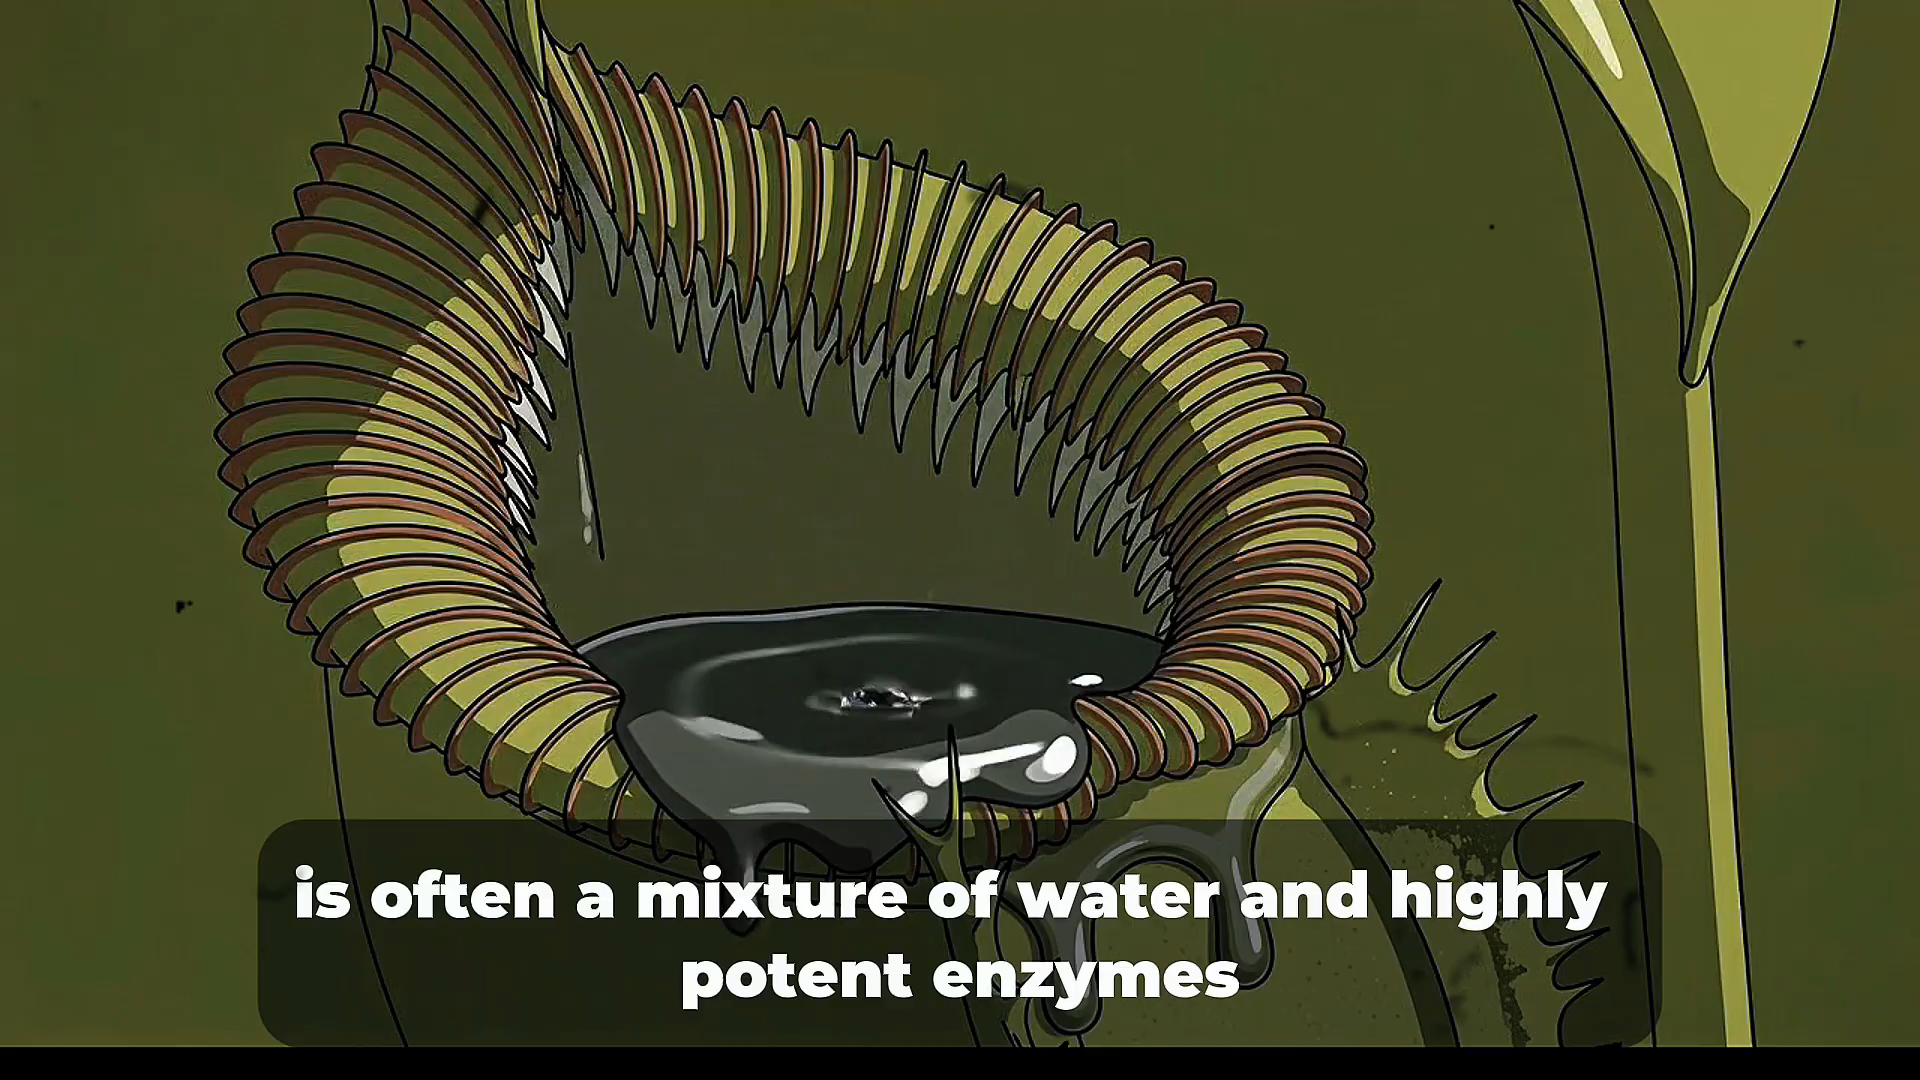 is often a mixture of water and highly
potent enzymes